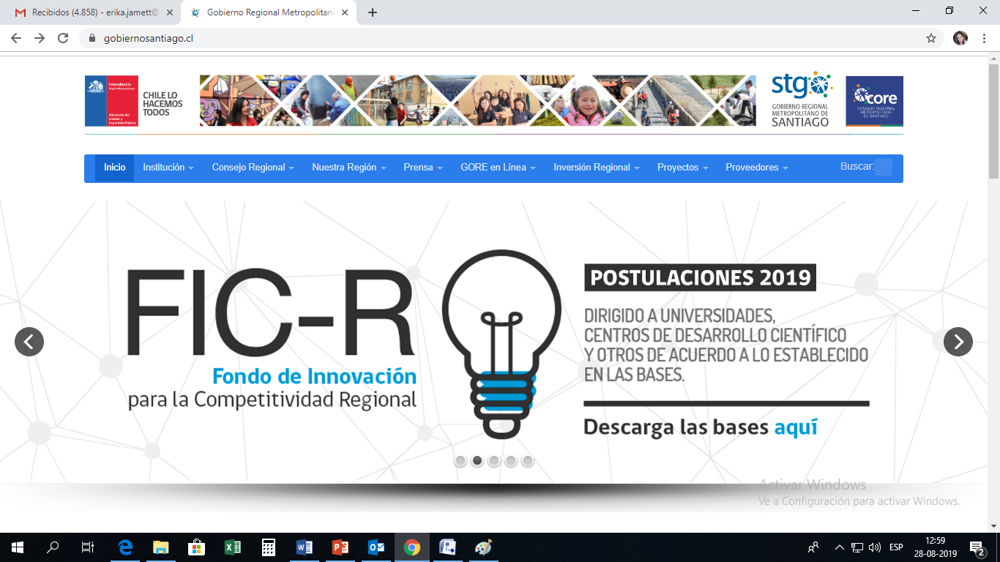 Recibidos (4.858) - erika.jamett@
Gobierno Regional Metropolitano
gobiernosantiago.cl
Intendencia
Región Metropolitana
Ministerio del
Interior y
Seguridad Pública
CHILE LO
HACEMOS
TODOS
stgo
GOBIERNO REGIONAL
METROPOLITANO DE
SANTIAGO
core
CONSEJO REGIONAL
METROPOLITANO
DE SANTIAGO
Inicio Institución Consejo Regional Nuestra Región Prensa GORE en Línea Inversión Regional Proyectos Proveedores Buscar:
FIC-R
Fondo de Innovación
para la Competitividad Regional
POSTULACIONES 2019
DIRIGIDO A UNIVERSIDADES,
CENTROS DE DESARROLLO CIENTÍFICO
Y OTROS DE ACUERDO A LO ESTABLECIDO
EN LAS BASES.
Descarga las bases aquí
Activar Windows
Ve a Configuración para activar Windows.
ESP
12:59
28-08-2019
2